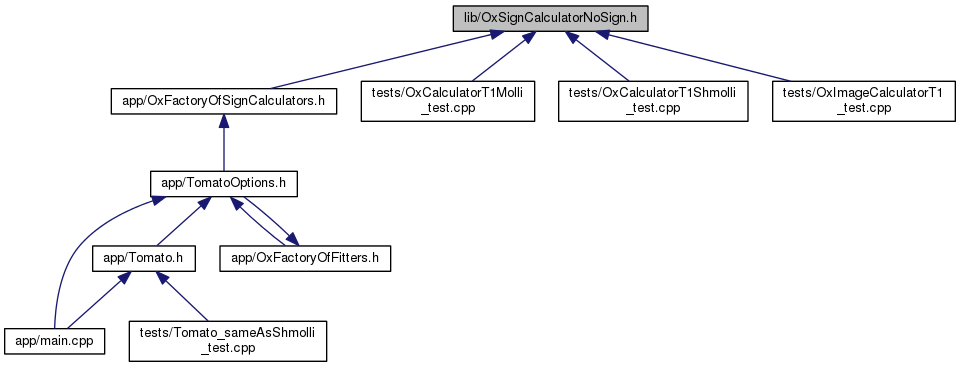 lib/OxSignCalculatorNoSign.h
app/OxFactoryOfSignCalculators.h
tests/OxCalculatorT1Molli
_test.cpp
tests/OxCalculatorT1Shmolli
_test.cpp
tests/OxImageCalculatorT1
_test.cpp
app/TomatoOptions.h
app/Tomato.h
app/OxFactoryOfFitters.h
app/main.cpp
tests/Tomato_sameAsShmolli
_test.cpp